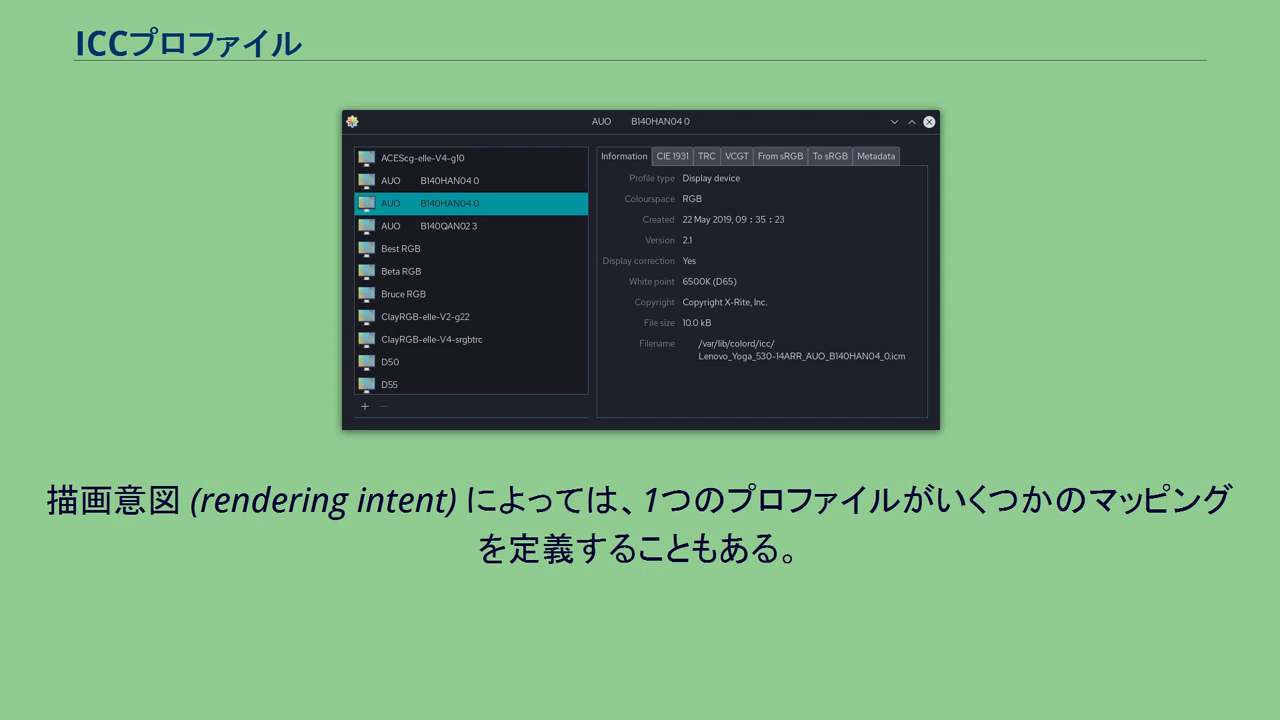 ICCプロファイル
AUO B140HAN04 0
ACEScg-elle-V4-g10
AUO B140HAN04 0
AUO B140HAN04 0
AUO B140QAN02 3
Best RGB
Beta RGB
Bruce RGB
ClayRGB-elle-V2-g22
ClayRGB-elle-V4-srgbtrc
D50
D55
Information CIE 1931 TRC VCGT From sRGB To sRGB Metadata
Profile type Display device
Colourspace RGB
Created 22 May 2019, 09 : 35 : 23
Version 2.1
Display correction Yes
White point 6500K (D65)
Copyright Copyright X-Rite, Inc.
File size 10.0 kB
Filename /var/lib/colord/icc/
Lenovo_Yoga_530-14ARR_AUO_B140HAN04_0.icm
描画意図 (rendering intent) によっては、1つのプロファイルがいくつかのマッピング
を定義することもある。